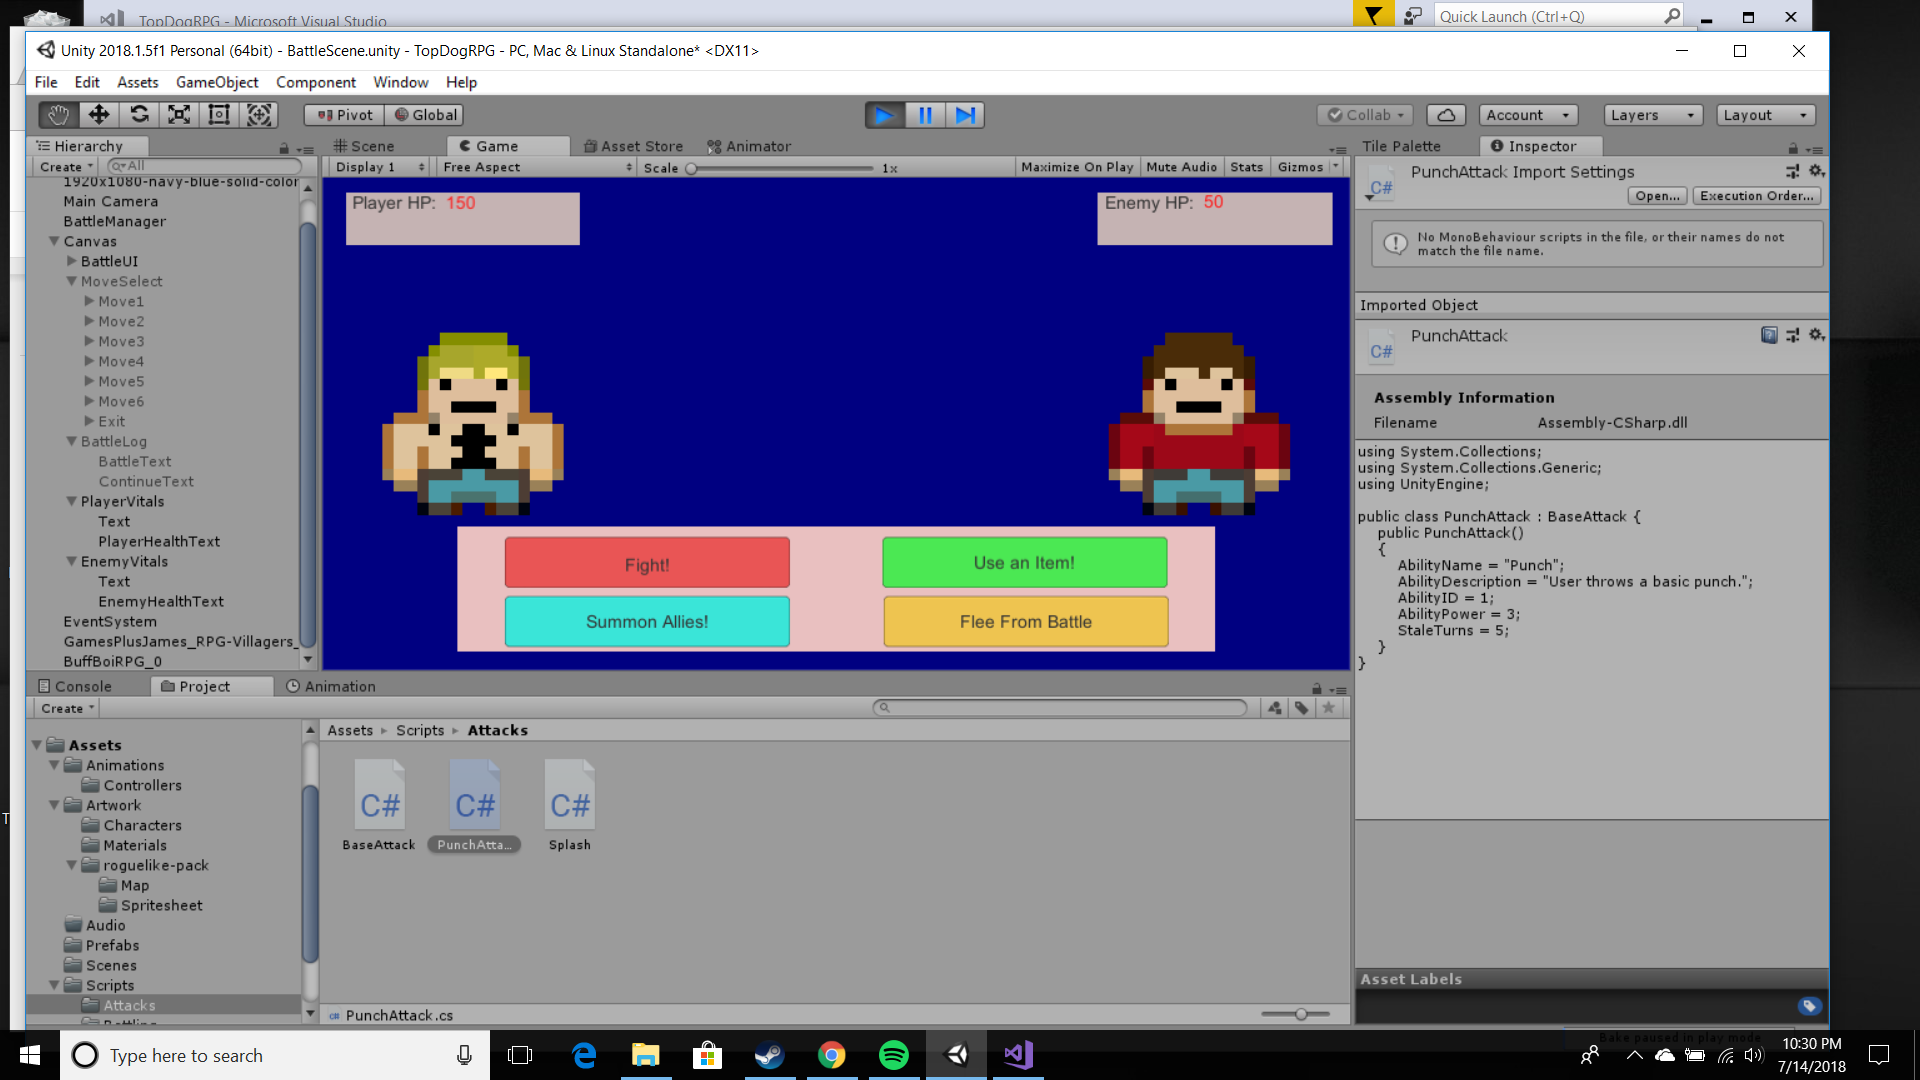 TopDogRPG - Microsoft Visual Studio
Quick Launch (Ctrl+Q)
Unity 2018.1.5f1 Personal (64bit) - BattleScene.unity - TopDogRPG - PC, Mac & Linux Standalone* <DX11>
File Edit Assets GameObject Component Window Help
Pivot Global
Collab Account Layers Layout
Hierarchy
Create All
1920x1080-navy-blue-solid-color
Main Camera
BattleManager
Canvas
BattleUI
MoveSelect
Move1
Move2
Move3
Move4
Move5
Move6
Exit
BattleLog
BattleText
ContinueText
PlayerVitals
Text
PlayerHealthText
EnemyVitals
Text
EnemyHealthText
EventSystem
GamesPlusJames_RPG-Villagers_
BuffBoiRPG_0
Scene Game Asset Store Animator
Display 1 Free Aspect Scale 1x Maximize On Play Mute Audio Stats Gizmos
Player HP: 150
Enemy HP: 50
Fight!
Use an Item!
Summon Allies!
Flee From Battle
Tile Palette Inspector
PunchAttack Import Settings
Open... Execution Order...
C#
No MonoBehaviour scripts in the file, or their names do not
match the file name.
Imported Object
PunchAttack
C#
Assembly Information
Filename Assembly-CSharp.dll
using System.Collections;
using System.Collections.Generic;
using UnityEngine;
public class PunchAttack : BaseAttack {
public PunchAttack()
{
AbilityName = "Punch";
AbilityDescription = "User throws a basic punch.";
AbilityID = 1;
AbilityPower = 3;
StaleTurns = 5;
}
}
Asset Labels
Console Project Animation
Create
Assets
Animations
Controllers
Artwork
Characters
Materials
roguelike-pack
Map
Spritesheet
Audio
Prefabs
Scenes
Scripts
Attacks
Battling
Assets Scripts Attacks
C# C# C#
BaseAttack PunchAtta... Splash
PunchAttack.cs
Bake paused in play mode
Type here to search
10:30 PM
7/14/2018